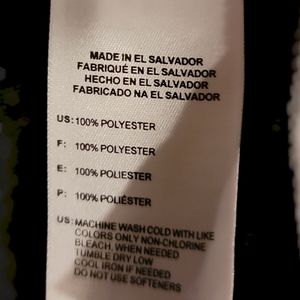 MADE IN EL SALVADOR
FABRIQUÉ EN EL SALVADOR
HECHO EN EL SALVADOR
FABRICADO NA EL SALVADOR
US: 100% POLYESTER
F: 100% POLYESTER
E: 100% POLIESTER
P: 100% POLIÉSTER
US: MACHINE WASH COLD WITH LIKE
COLORS ONLY NON-CHLORINE
BLEACH, WHEN NEEDED
TUMBLE DRY LOW
COOL IRON IF NEEDED
DO NOT USE SOFTENERS